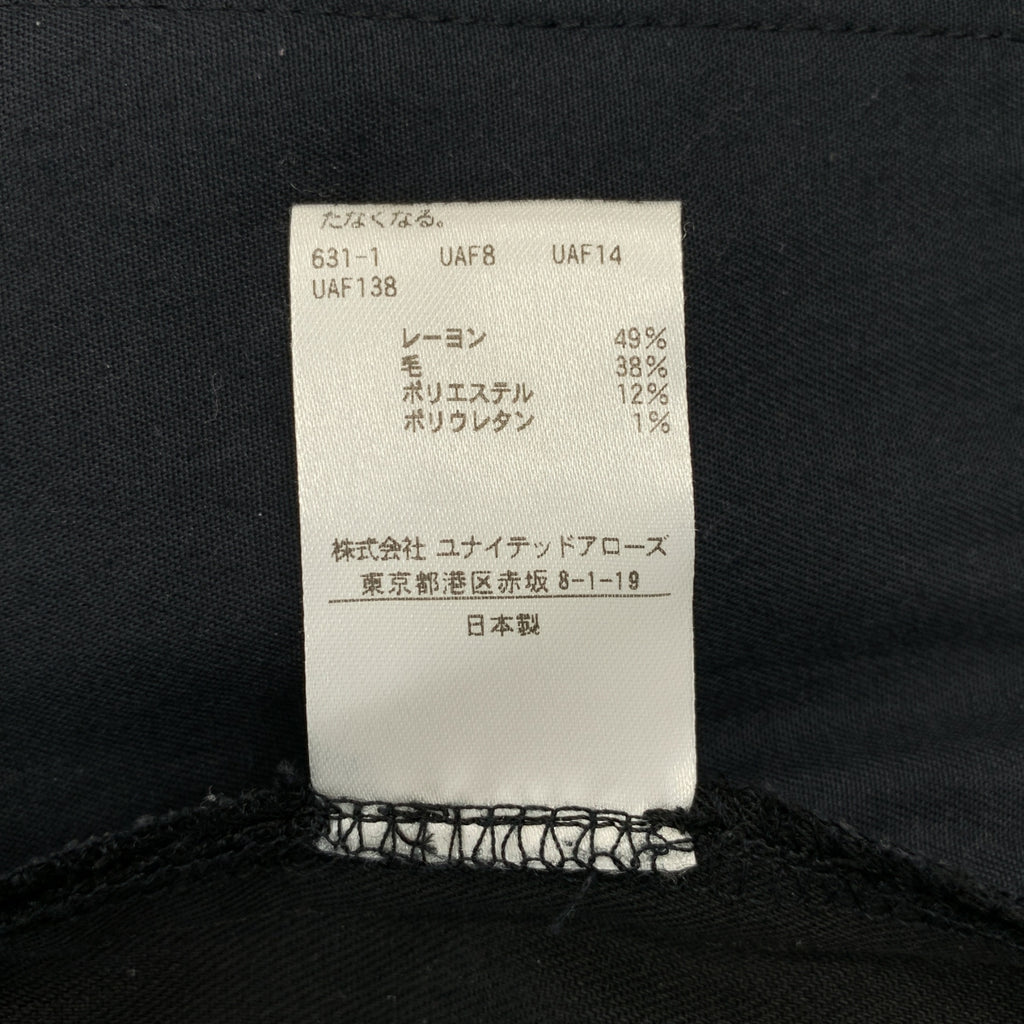 たなくなる。
631-1 UAF8 UAF14
UAF138
レーヨン 49%
毛 38%
ポリエステル 12%
ポリウレタン 1%
株式会社 ユナイテッドアローズ
東京都港区赤坂 8-1-19
日本製